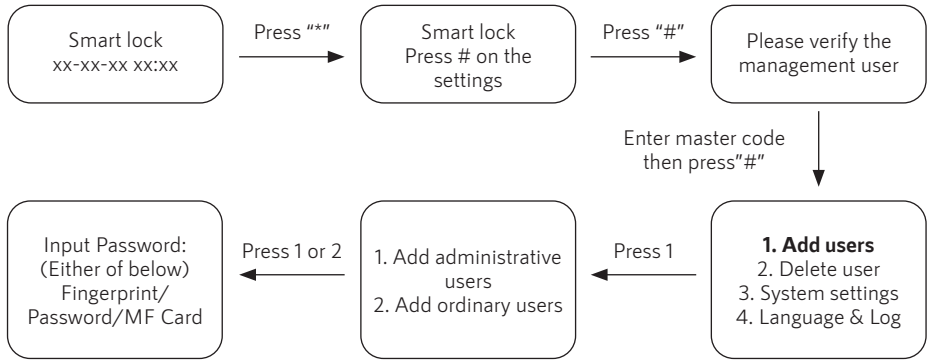 Smart lock
xx-xx-xx xx:xx
Press "*"
Smart lock
Press # on the
settings
Press "#"
Please verify the
management user
Enter master code
then press"#"
1. Add users
2. Delete user
3. System settings
4. Language & Log
Press 1
1. Add administrative
users
2. Add ordinary users
Press 1 or 2
Input Password:
(Either of below)
Fingerprint/
Password/MF Card